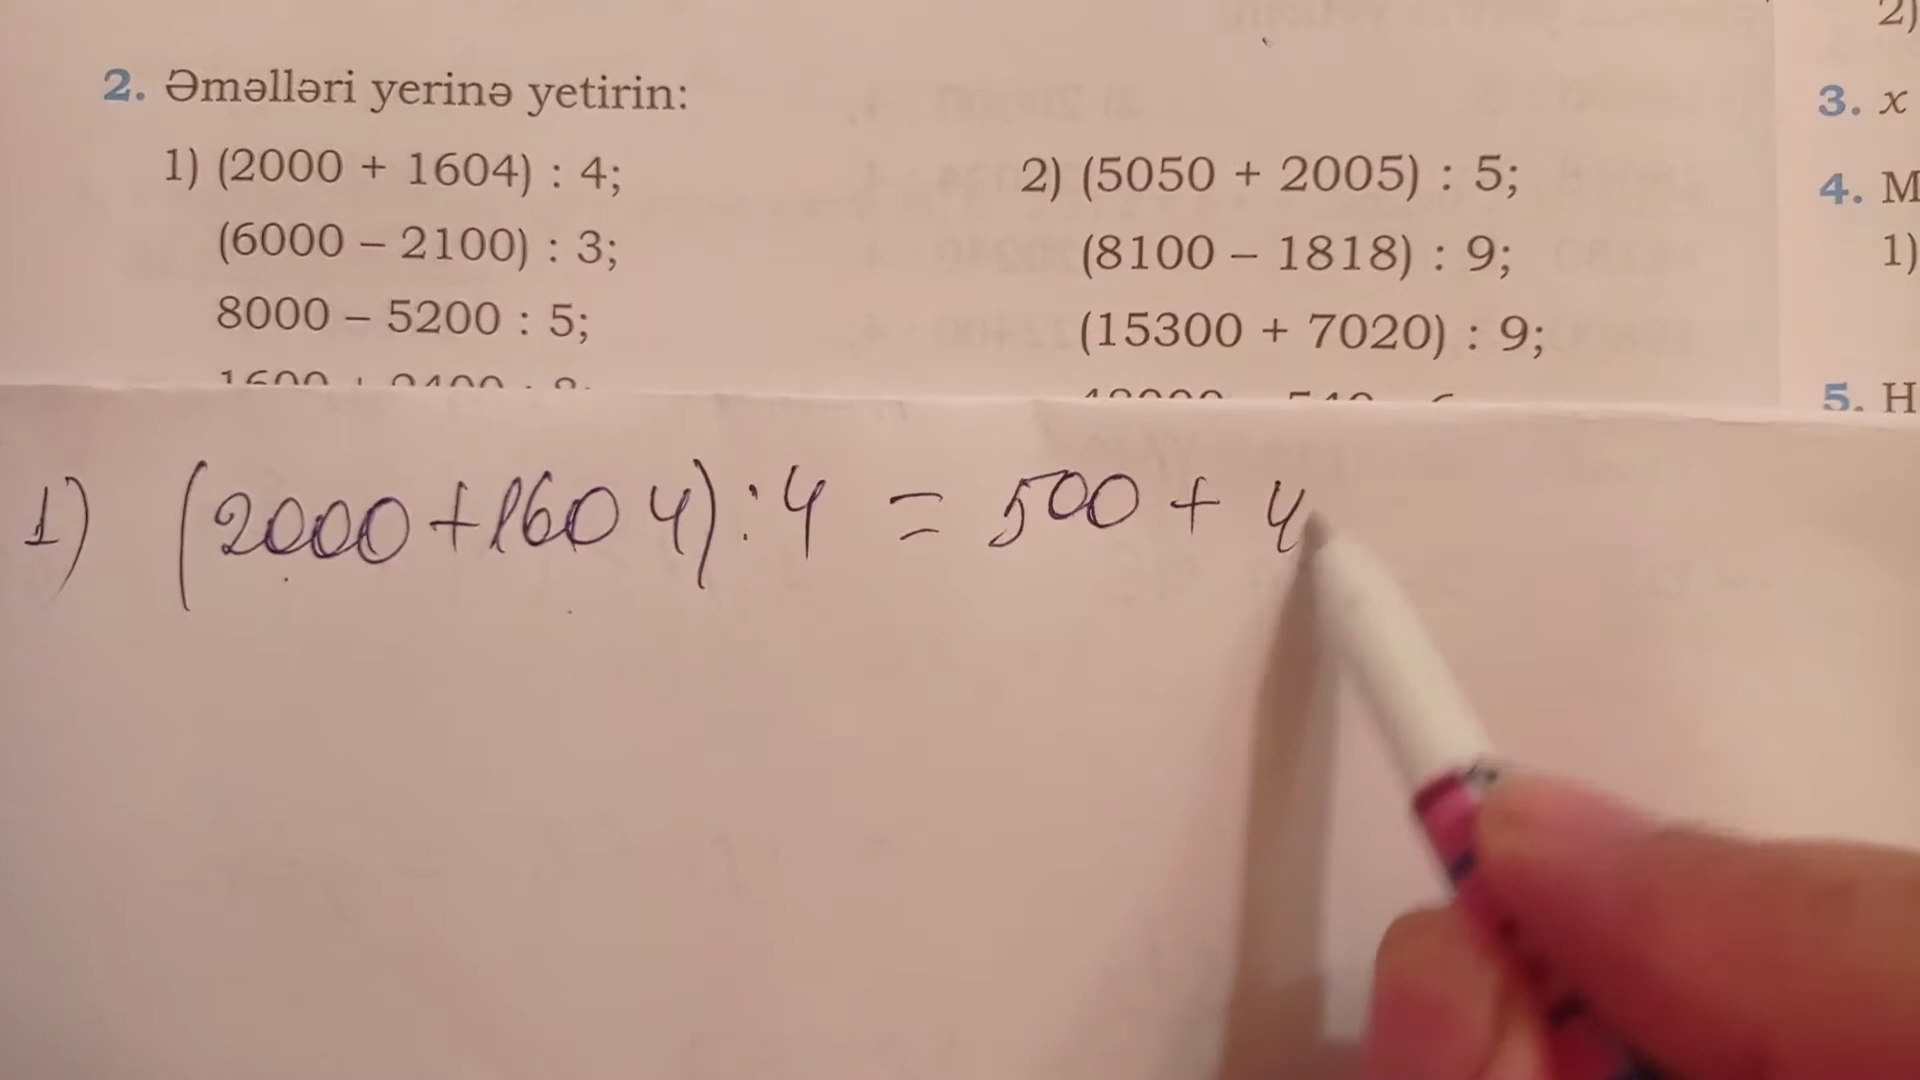 2. Əməlləri yerinə yetirin:
1) (2000 + 1604) : 4;
(6000 – 2100) : 3;
8000 – 5200 : 5;
2) (5050 + 2005) : 5;
(8100 – 1818) : 9;
(15300 + 7020) : 9;
2)
3. x
4. M
1)
5. H
1) (2000+1604):4 = 500 + 4